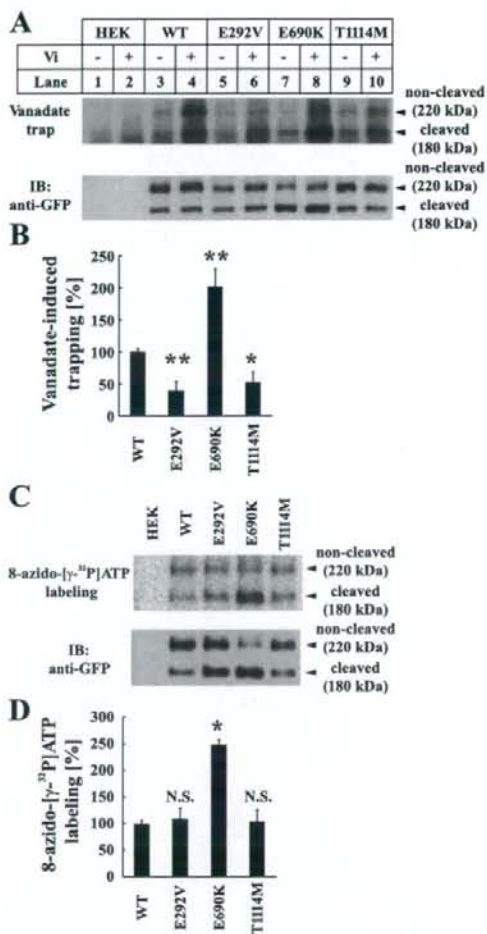 A
HEK WT E292V E690K T1114M
Vi - + - + - + - + - +
Lane 1 2 3 4 5 6 7 8 9 10
Vanadate trap
non-cleaved (220 kDa)
cleaved (180 kDa)
IB: anti-GFP
non-cleaved (220 kDa)
cleaved (180 kDa)
B
Vanadate-induced trapping [%]
250
200
150
100
50
0
**
**
*
WT E292V E690K T1114M
C
HEK WT E292V E690K T1114M
8-azido-[γ-³²P]ATP labeling
non-cleaved (220 kDa)
cleaved (180 kDa)
IB: anti-GFP
non-cleaved (220 kDa)
cleaved (180 kDa)
D
8-azido-[γ-³²P]ATP labeling [%]
300
250
200
150
100
50
0
N.S.
*
N.S.
WT E292V E690K T1114M